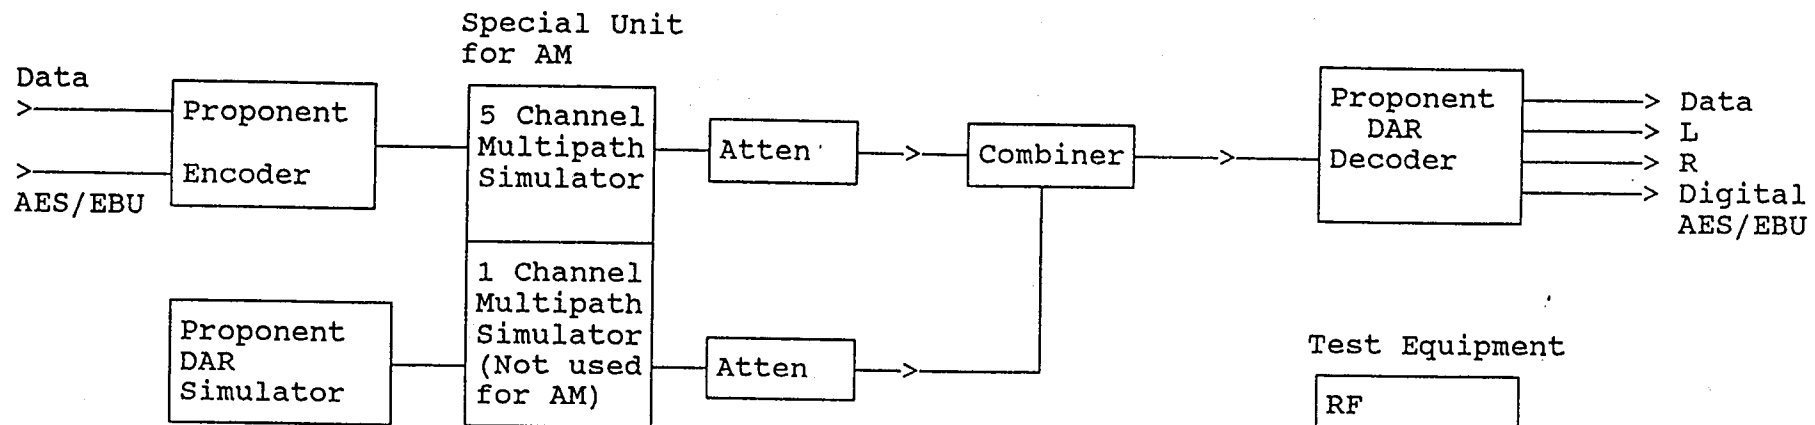 Special Unit
for AM
Data
Proponent
Encoder
AES/EBU
5 Channel
Multipath
Simulator
Atten
Combiner
Proponent
DAR
Decoder
Data
L
R
Digital
AES/EBU
Proponent
DAR
Simulator
1 Channel
Multipath
Simulator
(Not used
for AM)
Atten
Test Equipment
RF